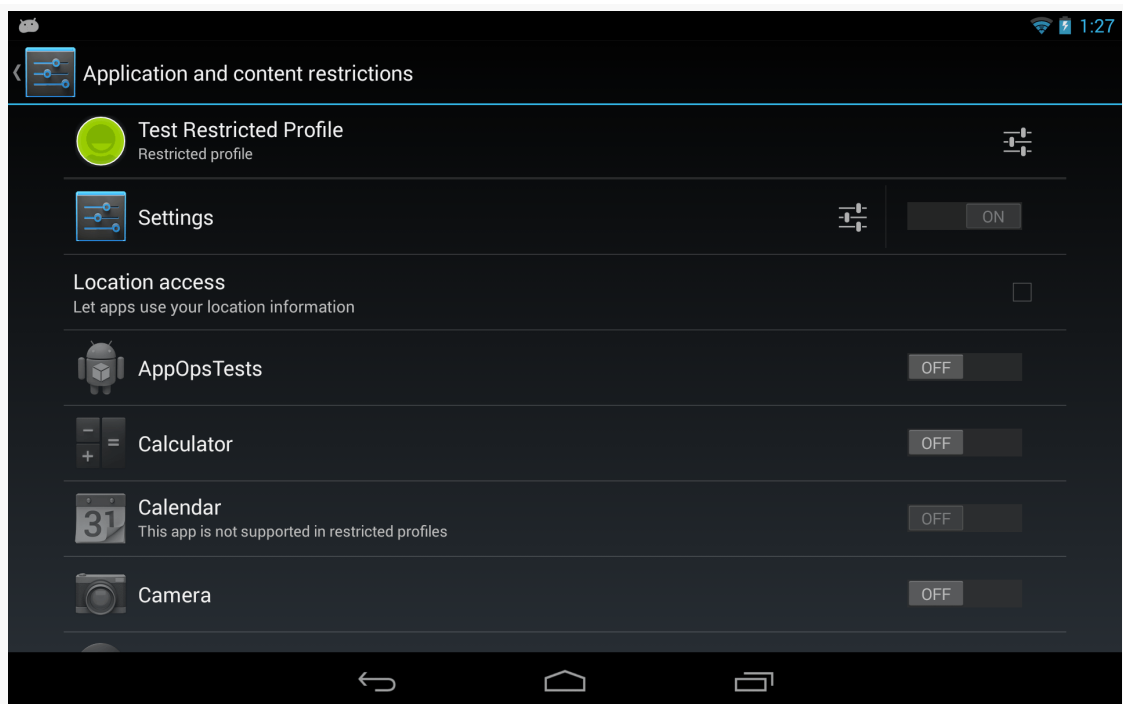 1:27
Application and content restrictions
Test Restricted Profile
Restricted profile
Settings
ON
Location access
Let apps use your location information
AppOpsTests
OFF
Calculator
OFF
31
Calendar
This app is not supported in restricted profiles
OFF
Camera
OFF